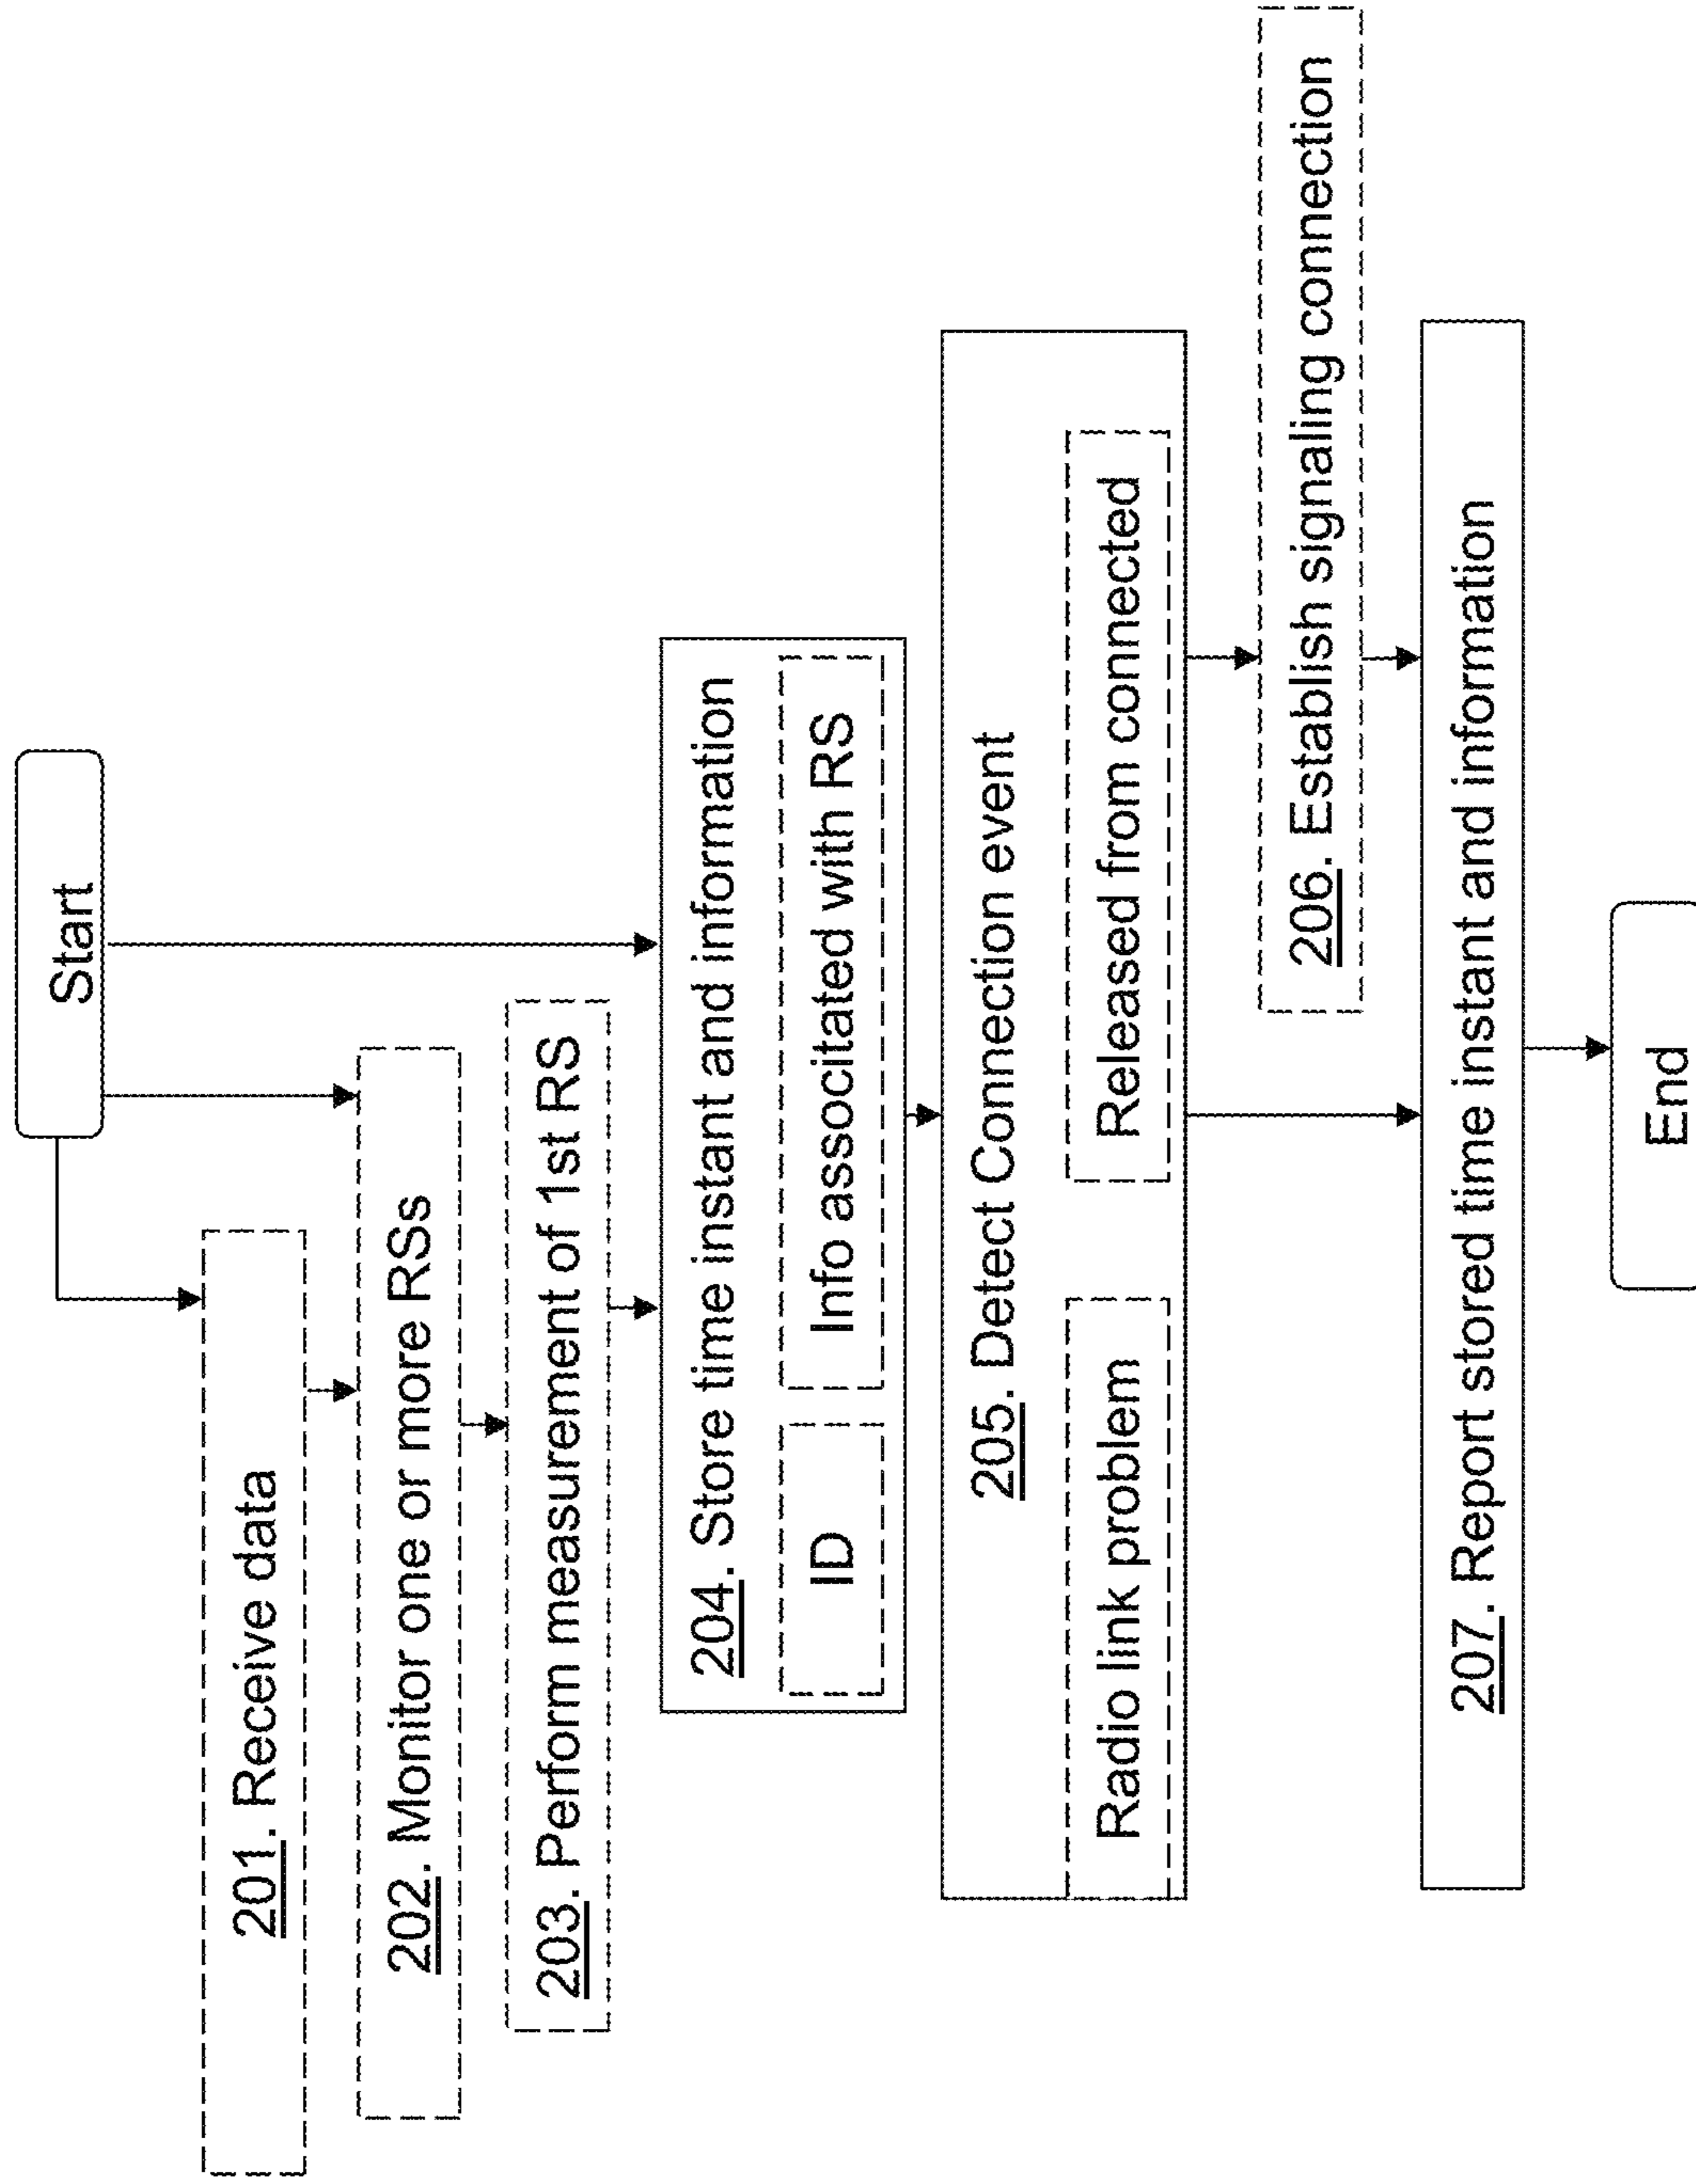 Start
201. Receive data
202. Monitor one or more RSs
203. Perform measurement of 1st RS
204. Store time instant and information
ID
Info associtated with RS
205. Detect Connection event
Radio link problem
Released from connected
206. Establish signaling connection
207. Report stored time instant and information
End